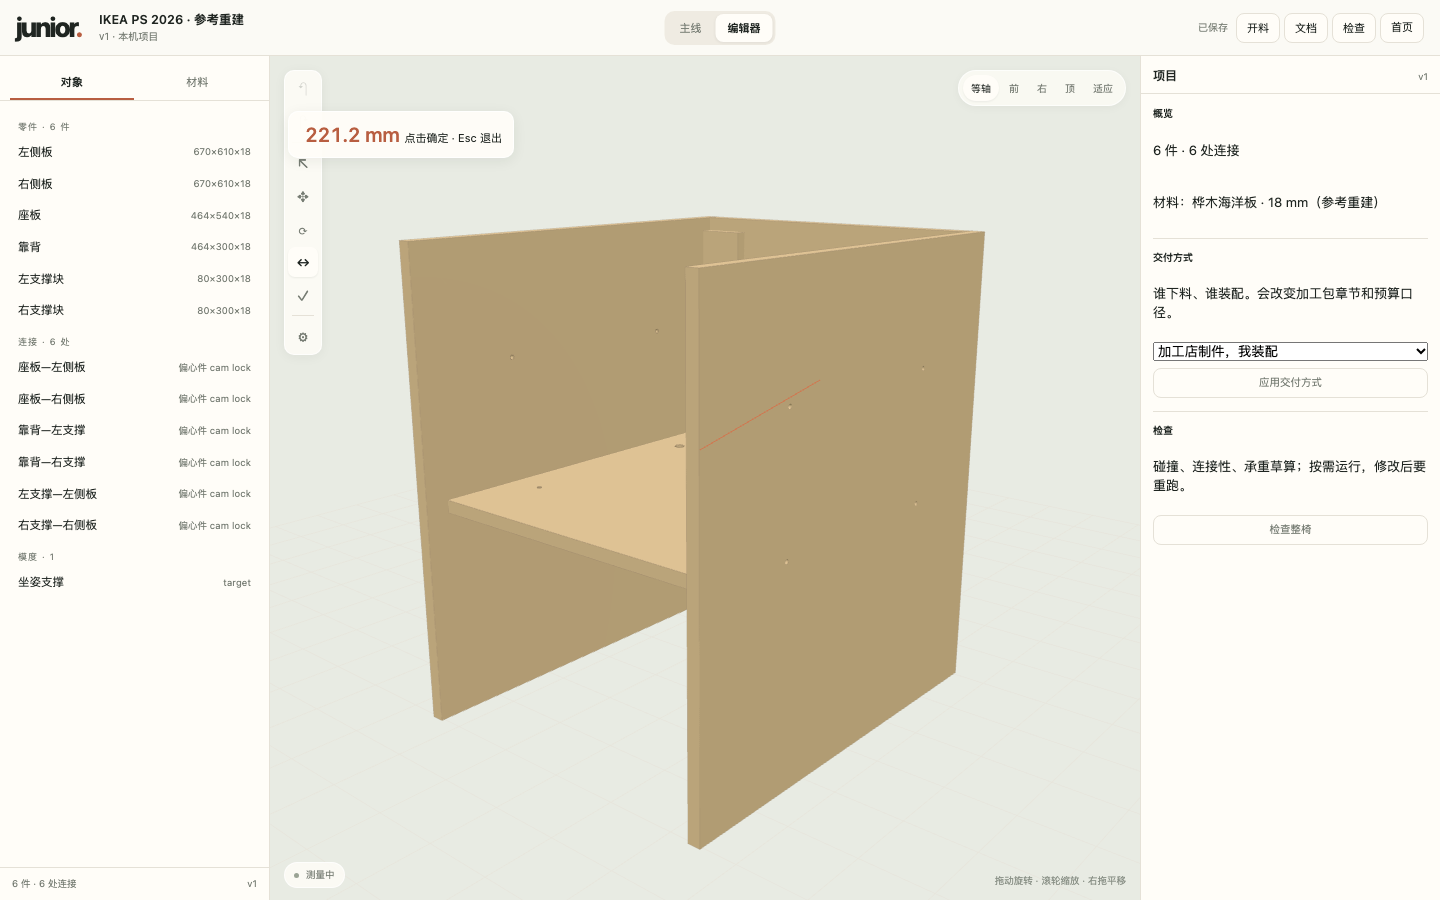 junior.
IKEA PS 2026 · 参考重建
v1 · 本机项目
主线
编辑器
已保存
开料
文档
检查
首页
对象
材料
零件 · 6 件
左侧板 670×610×18
右侧板 670×610×18
座板 464×540×18
靠背 464×300×18
左支撑块 80×300×18
右支撑块 80×300×18
连接 · 6 处
座板—左侧板 偏心件 cam lock
座板—右侧板 偏心件 cam lock
靠背—左支撑 偏心件 cam lock
靠背—右支撑 偏心件 cam lock
左支撑—左侧板 偏心件 cam lock
右支撑—右侧板 偏心件 cam lock
模度 · 1
坐姿支撑 target
6 件 · 6 处连接 v1
221.2 mm 点击确定 · Esc 退出
等轴
前
右
顶
适应
测量中
拖动旋转 · 滚轮缩放 · 右拖平移
项目 v1
概览
6 件 · 6 处连接
材料：桦木海洋板 · 18 mm（参考重建）
交付方式
谁下料、谁装配。会改变加工包章节和预算口
径。
加工店制件，我装配
应用交付方式
检查
碰撞、连接性、承重草算；按需运行，修改后要
重跑。
检查整椅